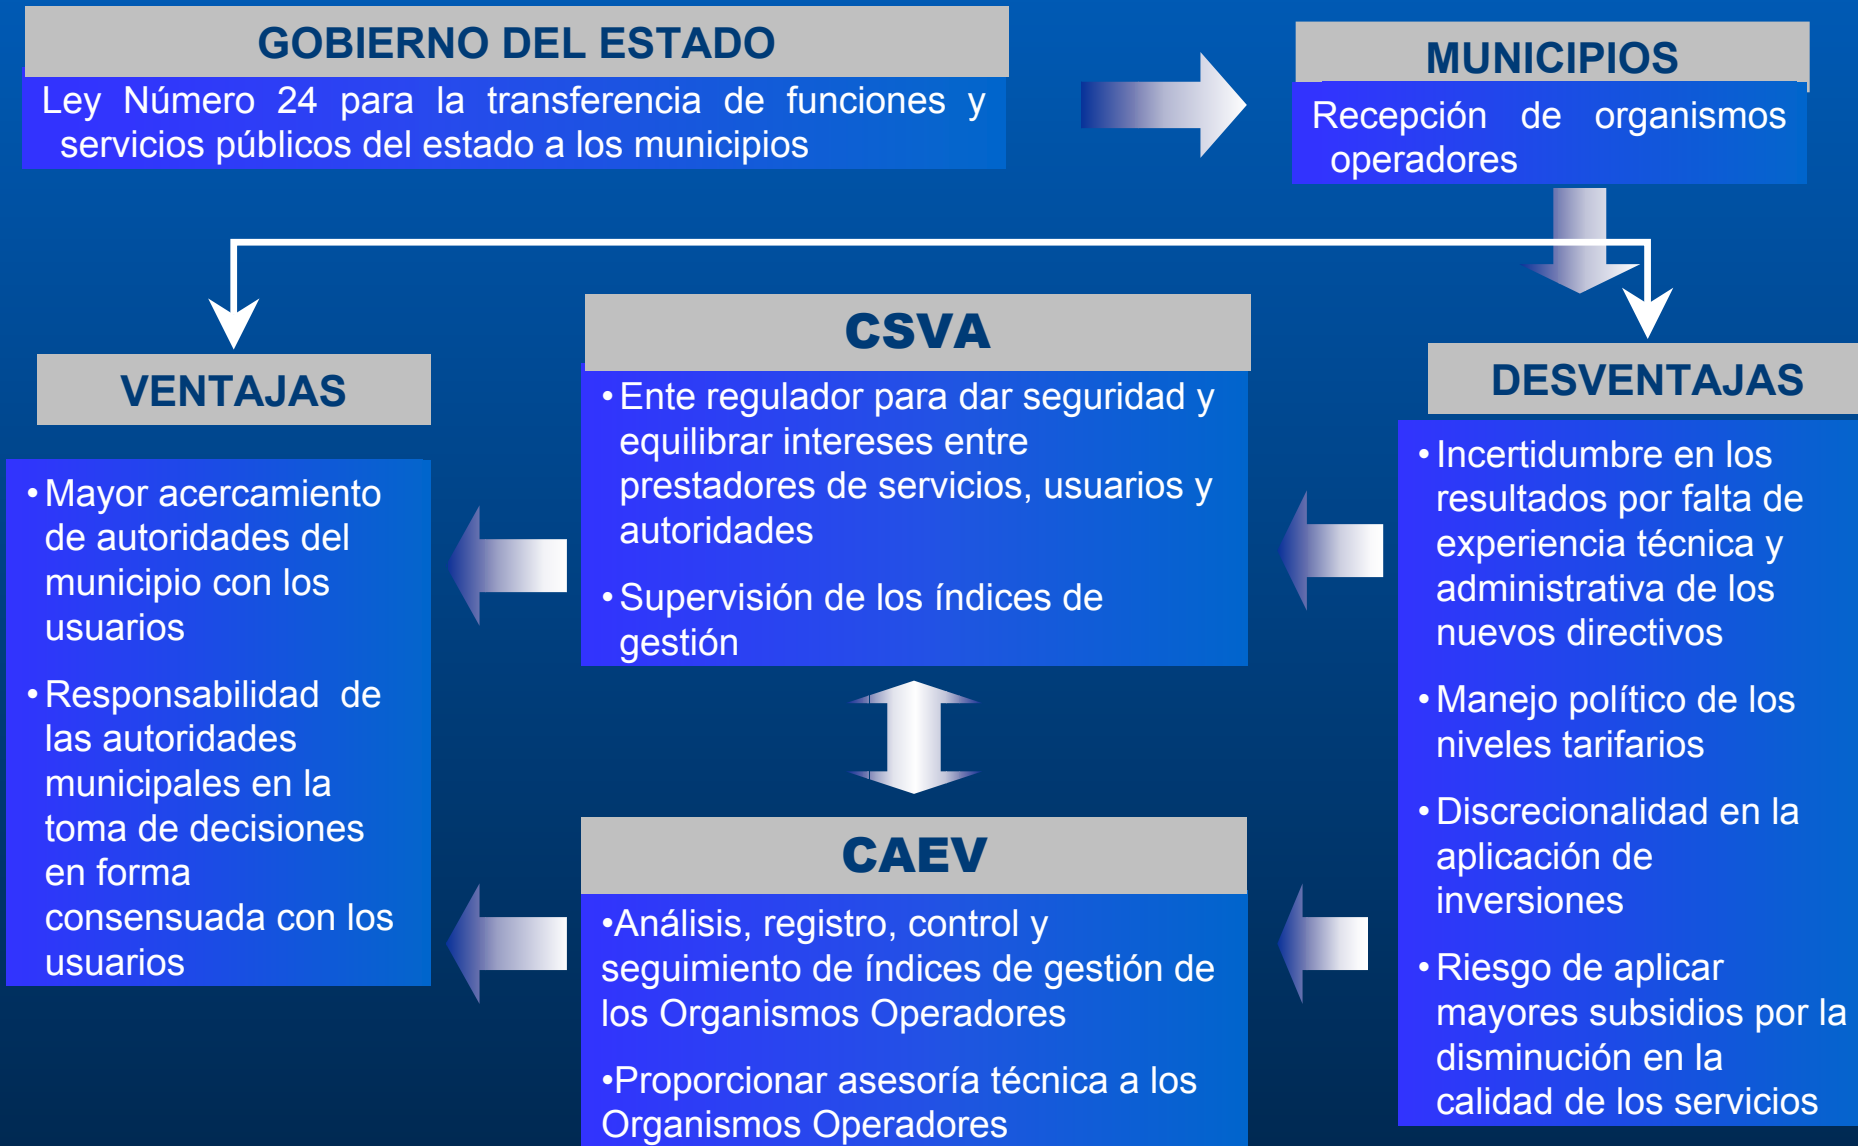 GOBIERNO DEL ESTADO
Ley Número 24 para la transferencia de funciones y
servicios públicos del estado a los municipios
MUNICIPIOS
Recepción de organismos
operadores
VENTAJAS
• Mayor acercamiento
de autoridades del
municipio con los
usuarios
• Responsabilidad de
las autoridades
municipales en la
toma de decisiones
en forma
consensuada con los
usuarios
CSVA
• Ente regulador para dar seguridad y
equilibrar intereses entre
prestadores de servicios, usuarios y
autoridades
• Supervisión de los índices de
gestión
CAEV
•Análisis, registro, control y
seguimiento de índices de gestión de
los Organismos Operadores
•Proporcionar asesoría técnica a los
Organismos Operadores
DESVENTAJAS
• Incertidumbre en los
resultados por falta de
experiencia técnica y
administrativa de los
nuevos directivos
• Manejo político de los
niveles tarifarios
• Discrecionalidad en la
aplicación de
inversiones
• Riesgo de aplicar
mayores subsidios por la
disminución en la
calidad de los servicios